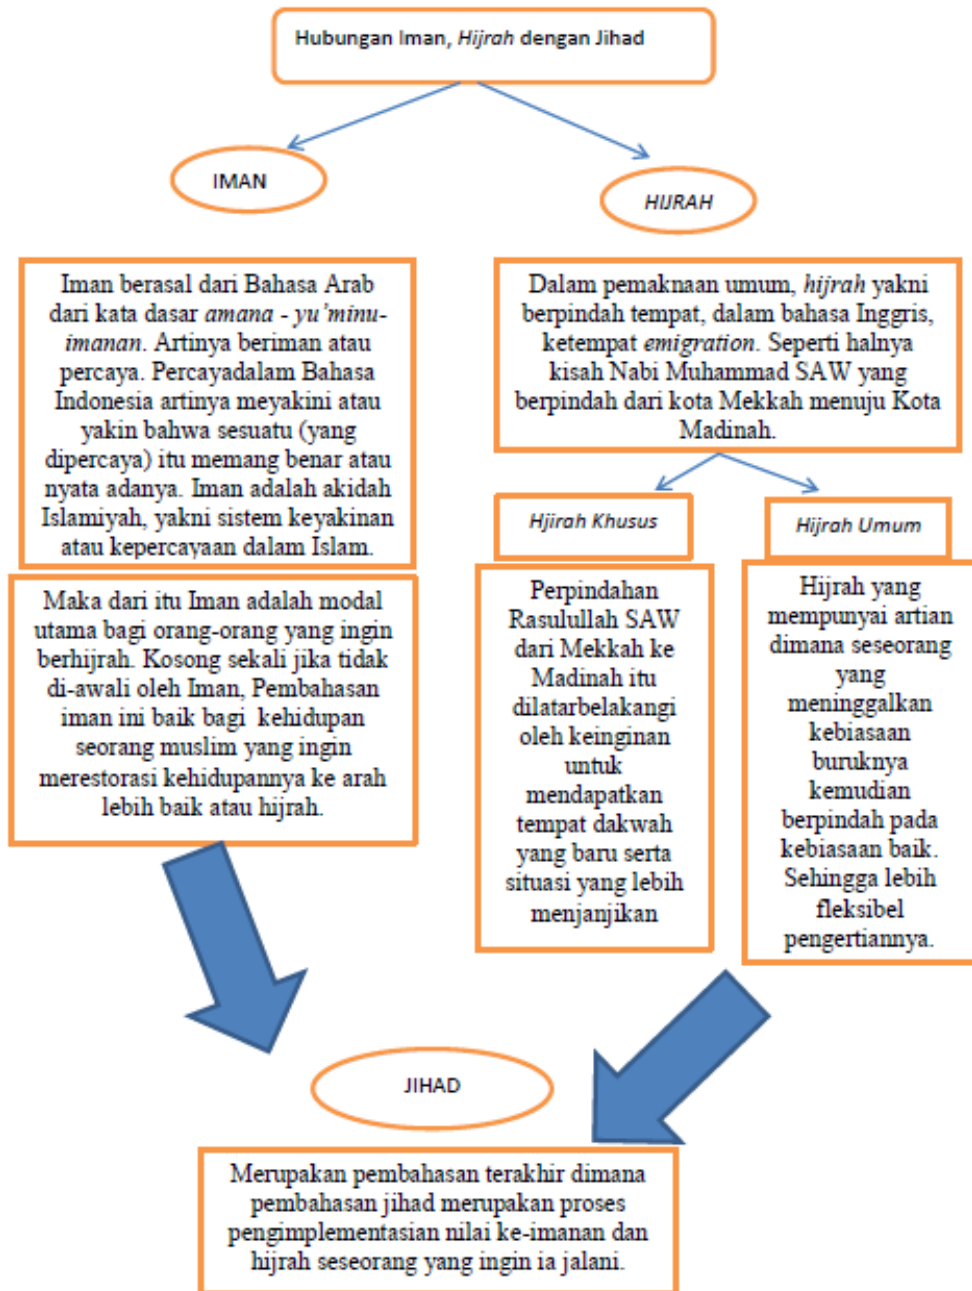 Hubungan Iman, Hijrah dengan Jihad
IMAN
HIJRAH
Iman berasal dari Bahasa Arab
dari kata dasar amana - yu’minu-
imanan. Artinya beriman atau
percaya. Percayadalam Bahasa
Indonesia artinya meyakini atau
yakin bahwa sesuatu (yang
dipercaya) itu memang benar atau
nyata adanya. Iman adalah akidah
Islamiyah, yakni sistem keyakinan
atau kepercayaan dalam Islam.
Maka dari itu Iman adalah modal
utama bagi orang-orang yang ingin
berhijrah. Kosong sekali jika tidak
di-awali oleh Iman, Pembahasan
iman ini baik bagi kehidupan
seorang muslim yang ingin
merestorasi kehidupannya ke arah
lebih baik atau hijrah.
Dalam pemaknaan umum, hijrah yakni
berpindah tempat, dalam bahasa Inggris,
ketempat emigration. Seperti halnya
kisah Nabi Muhammad SAW yang
berpindah dari kota Mekkah menuju Kota
Madinah.
Hjirah Khusus
Perpindahan
Rasulullah SAW
dari Mekkah ke
Madinah itu
dilatarbelakangi
oleh keinginan
untuk
mendapatkan
tempat dakwah
yang baru serta
situasi yang lebih
menjanjikan
Hijrah Umum
Hijrah yang
mempunyai artian
dimana seseorang
yang
meninggalkan
kebiasaan
buruknya
kemudian
berpindah pada
kebiasaan baik.
Sehingga lebih
fleksibel
pengertiannya.
JIHAD
Merupakan pembahasan terakhir dimana
pembahasan jihad merupakan proses
pengimplementasian nilai ke-imanan dan
hijrah seseorang yang ingin ia jalani.